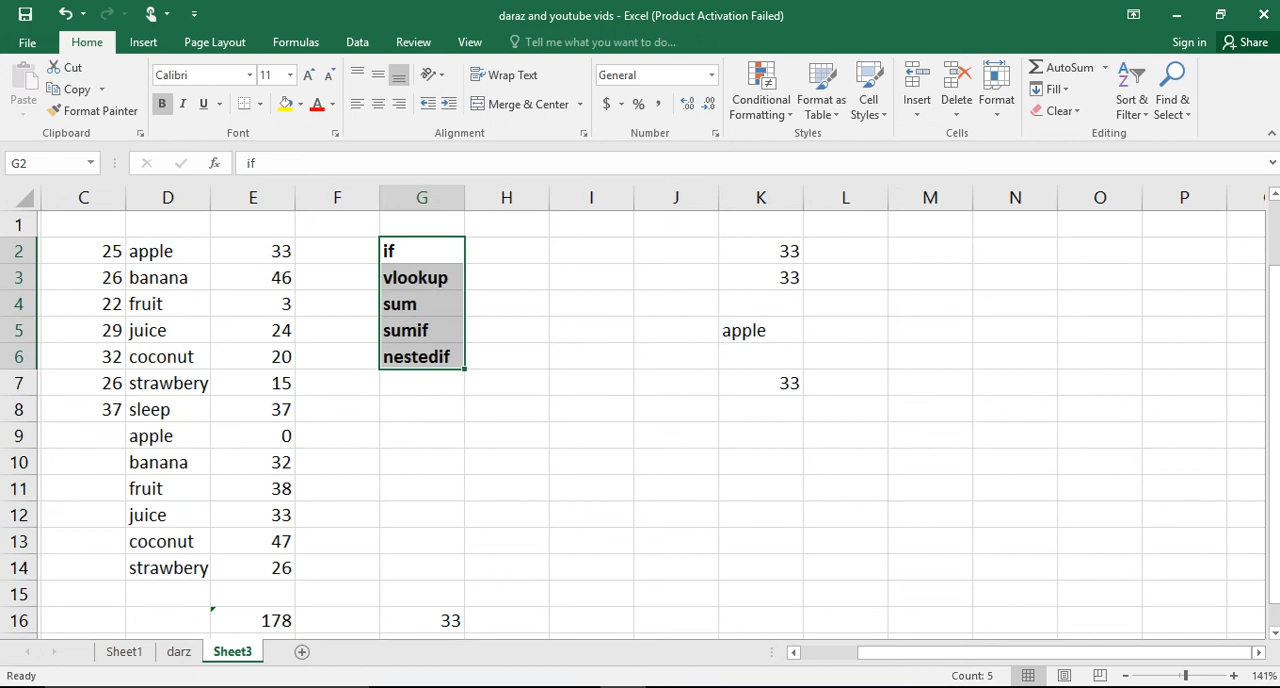 daraz and youtube vids - Excel (Product Activation Failed)
File Home Insert Page Layout Formulas Data Review View Tell me what you want to do... Sign in Share
Paste Cut Copy Format Painter
Calibri 11 B I U A A A
Wrap Text
Merge & Center
General
$ % ,
Conditional Formatting Format as Table Cell Styles
Insert Delete Format
AutoSum Fill Clear
Sort & Filter Find & Select
Clipboard Font Alignment Number Styles Cells Editing
G2 fx if
C D E F G H I J K L M N O P
1
2 25 apple 33 if 33
3 26 banana 46 vlookup 33
4 22 fruit 3 sum
5 29 juice 24 sumif apple
6 32 coconut 20 nestedif
7 26 strawbery 15 33
8 37 sleep 37
9 apple 0
10 banana 32
11 fruit 38
12 juice 33
13 coconut 47
14 strawbery 26
15
16 178 33
Sheet1 darz Sheet3
Ready Count: 5 141%